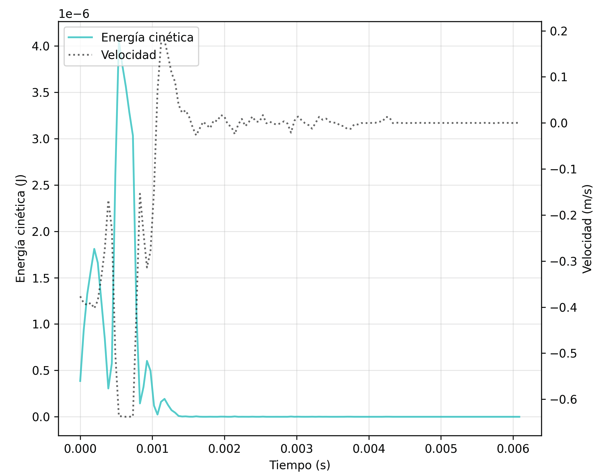 1e−6
Energía cinética
Velocidad
4.0
3.5
3.0
2.5
2.0
1.5
1.0
0.5
0.0
Energía cinética (J)
0.2
0.1
0.0
−0.1
−0.2
−0.3
−0.4
−0.5
−0.6
Velocidad (m/s)
0.000 0.001 0.002 0.003 0.004 0.005 0.006
Tiempo (s)